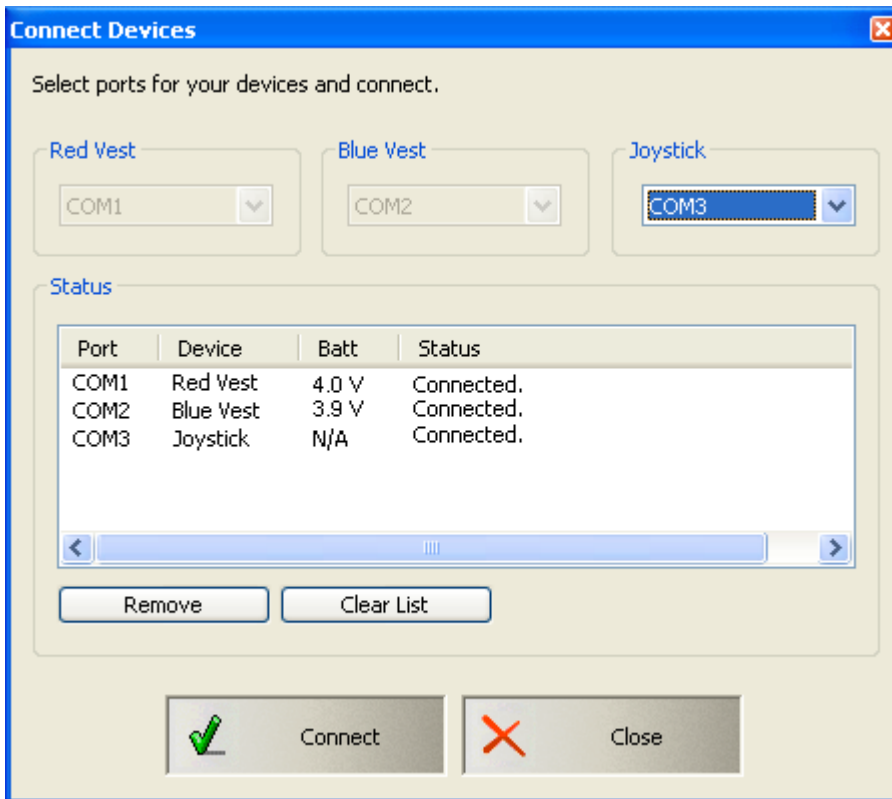 Connect Devices
Select ports for your devices and connect.
Red Vest Blue Vest Joystick
COM1 COM2 COM3
Status
Port Device Batt Status
COM1 Red Vest 4.0 V Connected.
COM2 Blue Vest 3.9 V Connected.
COM3 Joystick N/A Connected.
Remove Clear List
Connect Close